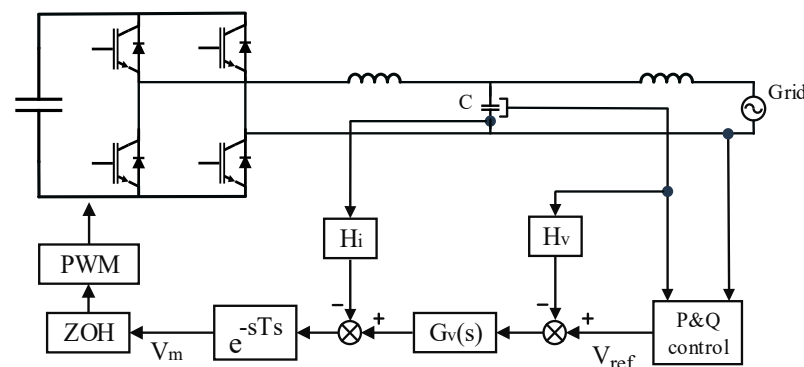 Grid
C
Hi
Hv
PWM
P&Q
control
ZOH
Vm
e-sTs
Gv(s)
Vref
−
+
−
+